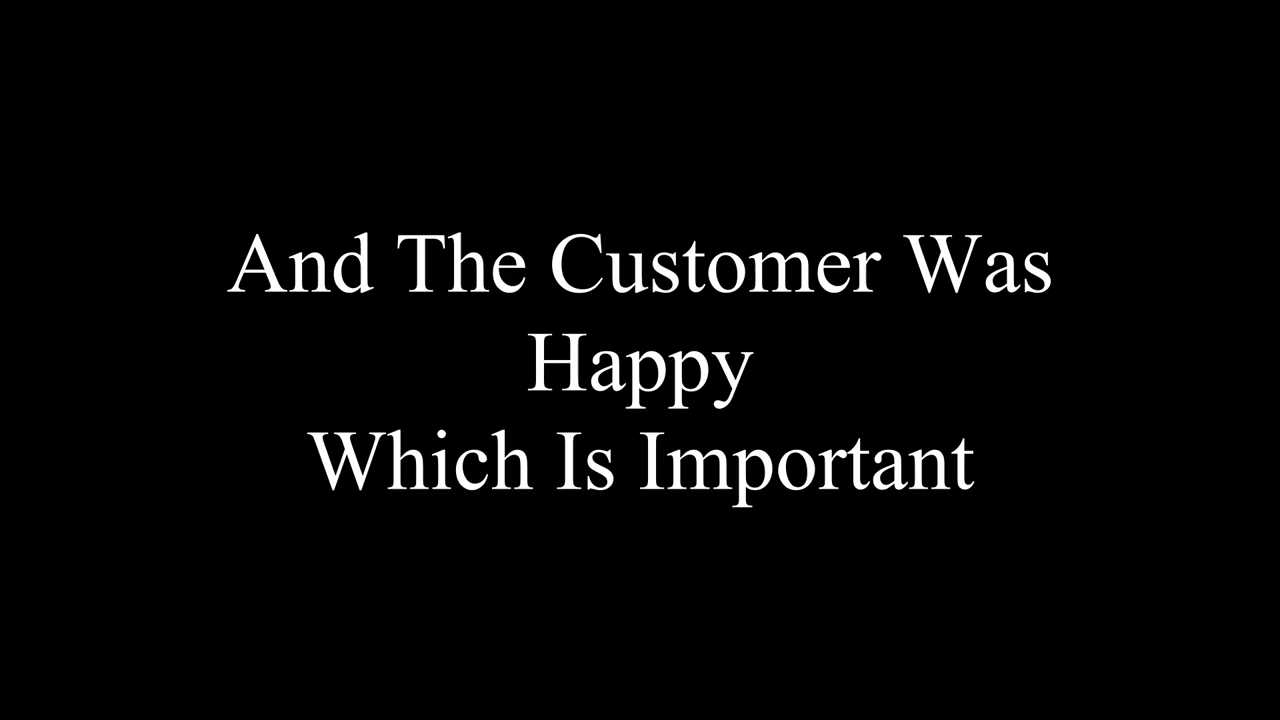 And The Customer Was
Happy
Which Is Important